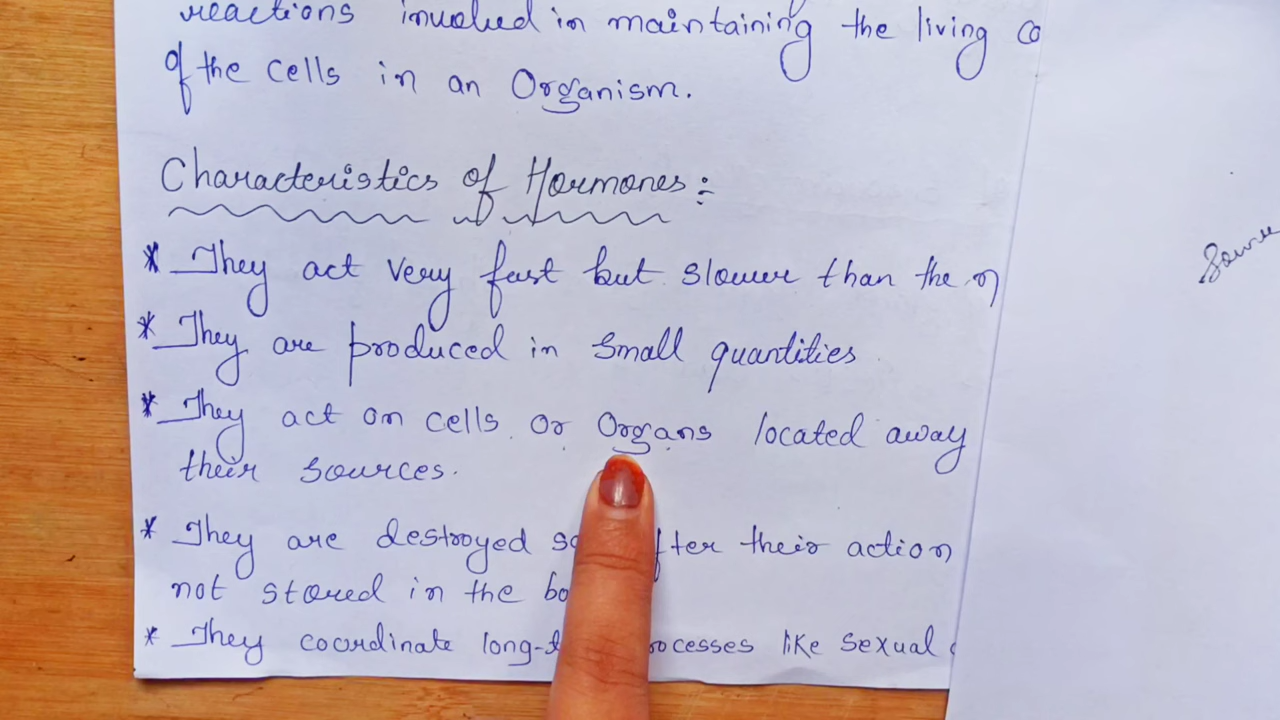 reactions involved in maintaining the living co
of the cells in an Organism.
Characteristics of Hormones :-
* They act very fast but slower than the
* They are produced in small quantities
* They act on cells or Organs located away
their sources.
* They are destroyed after their action
not stored in the
* They coordinate processes like sexual